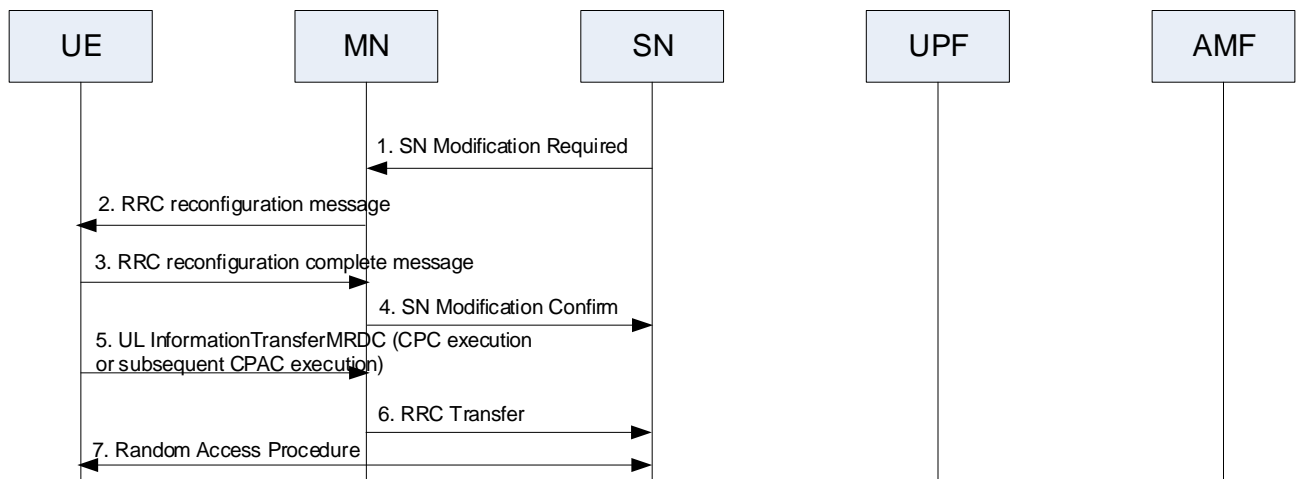 UE
MN
SN
UPF
AMF
1. SN Modification Required
2. RRC reconfiguration message
3. RRC reconfiguration complete message
4. SN Modification Confirm
5. UL InformationTransferMRDC (CPC execution
or subsequent CPAC execution)
6. RRC Transfer
7. Random Access Procedure